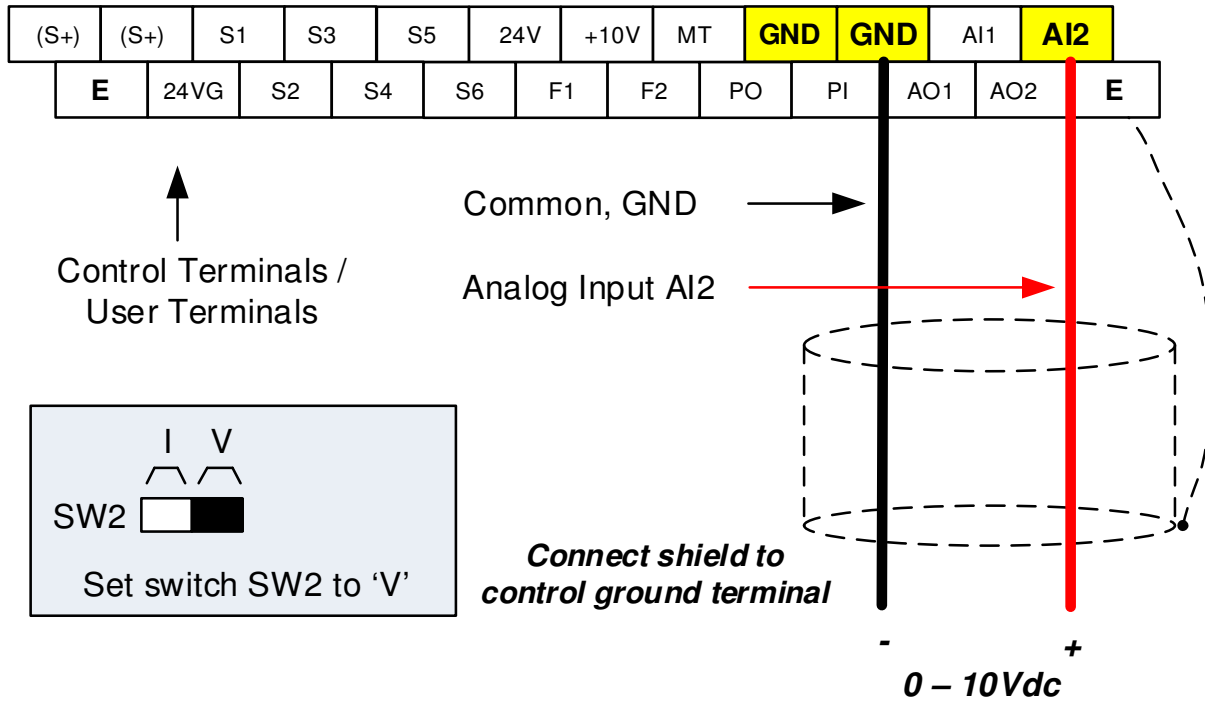 (S+) (S+) S1 S3 S5 24V +10V MT GND GND AI1 AI2
E 24VG S2 S4 S6 F1 F2 PO PI AO1 AO2 E
Common, GND
Control Terminals /
User Terminals
Analog Input AI2
I V
SW2
Set switch SW2 to ‘V’
Connect shield to
control ground terminal
- +
0 – 10Vdc